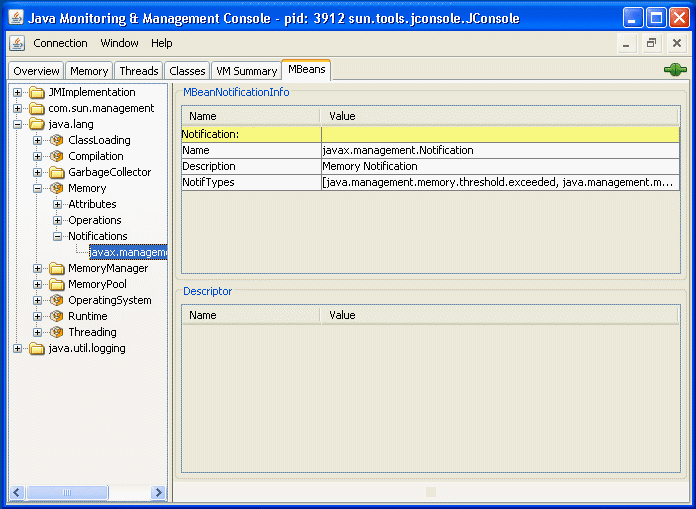 Java Monitoring & Management Console - pid: 3912 sun.tools.jconsole.JConsole
Connection Window Help
Overview Memory Threads Classes VM Summary MBeans
JMImplementation
com.sun.management
java.lang
ClassLoading
Compilation
GarbageCollector
Memory
Attributes
Operations
Notifications
javax.manageme
MemoryManager
MemoryPool
OperatingSystem
Runtime
Threading
java.util.logging
MBeanNotificationInfo
Name Value
Notification:
Name javax.management.Notification
Description Memory Notification
NotifTypes [java.management.memory.threshold.exceeded, java.management.m...
Descriptor
Name Value